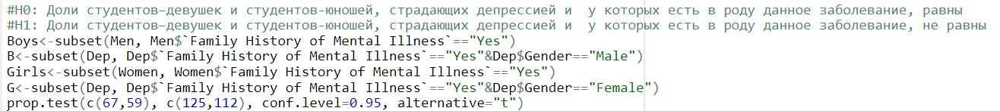 #H0: Доли студентов-девушек и студентов-юношей, страдающих депрессией и  у которых есть в роду данное заболевание, равны
#H1: Доли студентов-девушек и студентов-юношей, страдающих депрессией и  у которых есть в роду данное заболевание, не равны
Boys<-subset(Men, Men$`Family History of Mental Illness`=="Yes")
B<-subset(Dep, Dep$`Family History of Mental Illness`=="Yes"&Dep$Gender=="Male")
Girls<-subset(Women, Women$`Family History of Mental Illness`=="Yes")
G<-subset(Dep, Dep$`Family History of Mental Illness`=="Yes"&Dep$Gender=="Female")
prop.test(c(67,59), c(125,112), conf.level=0.95, alternative="t")